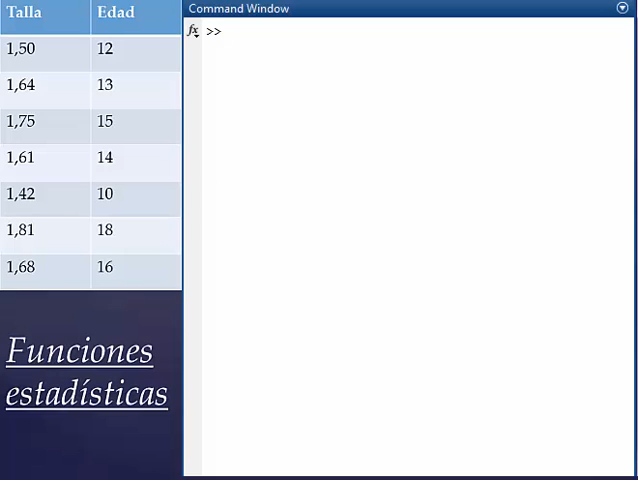 Talla Edad
1,50 12
1,64 13
1,75 15
1,61 14
1,42 10
1,81 18
1,68 16
Funciones
estadísticas
Command Window
fx >>